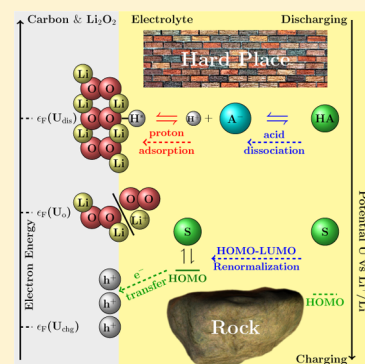 Carbon & Li₂O₂ Electrolyte Discharging
Hard Place
Li
O O
Li Li
O O
Li Li
O O
Li
ϵF(Udis)
H⁺
H⁺ + A⁻ HA
proton
adsorption
acid
dissociation
ϵF(Uo)
Li
O O
O O
Li
Li
S S
HOMO-LUMO
Renormalization
e⁻
transfer
HOMO
HOMO
h⁺
h⁺
h⁺
ϵF(Uchg)
Rock
Electron Energy
Potential U vs Li⁺/Li
Charging